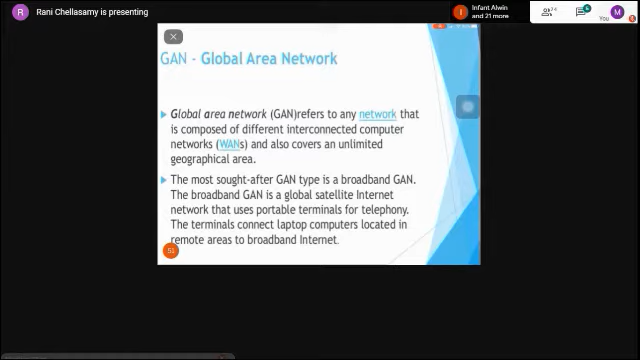 R Rani Chellasamy is presenting
I Infant Alwin
and 21 more
24
You
M
GAN - Global Area Network
Global area network (GAN)refers to any network that
is composed of different interconnected computer
networks (WANs) and also covers an unlimited
geographical area.
The most sought-after GAN type is a broadband GAN.
The broadband GAN is a global satellite Internet
network that uses portable terminals for telephony.
The terminals connect laptop computers located in
remote areas to broadband Internet.
51